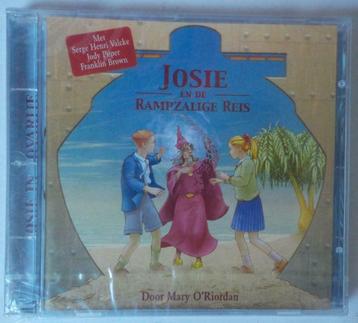 Met
Serge Henri Valcke
Jody Pijper
Franklin Brown
JOSIE
EN DE
RAMPZALIGE REIS
Door Mary O'Riordan